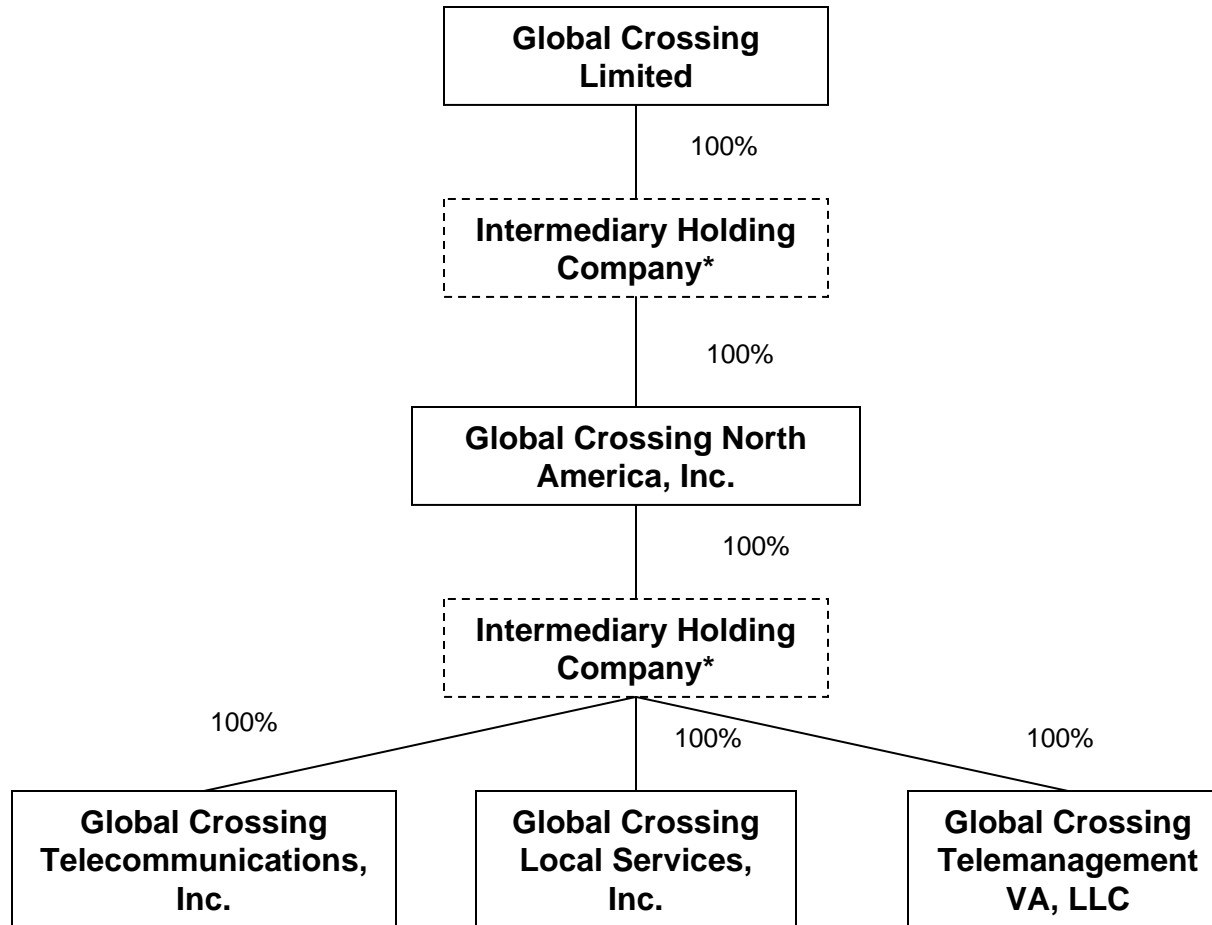 Global Crossing
Limited
100%
Intermediary Holding
Company*
100%
Global Crossing North
America, Inc.
100%
Intermediary Holding
Company*
100%
100%
100%
Global Crossing
Telecommunications,
Inc.
Global Crossing
Local Services,
Inc.
Global Crossing
Telemanagement
VA, LLC